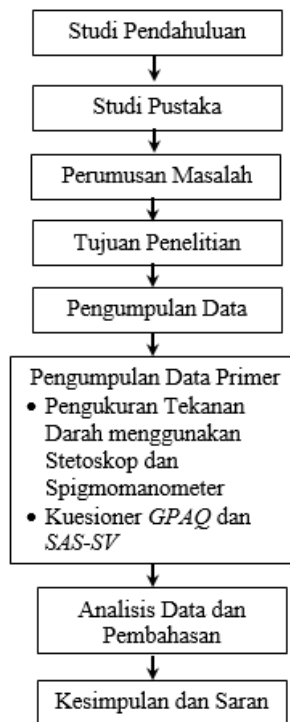 Studi Pendahuluan
Studi Pustaka
Perumusan Masalah
Tujuan Penelitian
Pengumpulan Data
Pengumpulan Data Primer
• Pengukuran Tekanan
Darah menggunakan
Stetoskop dan
Spigmomanometer
• Kuesioner GPAQ dan
SAS-SV
Analisis Data dan
Pembahasan
Kesimpulan dan Saran